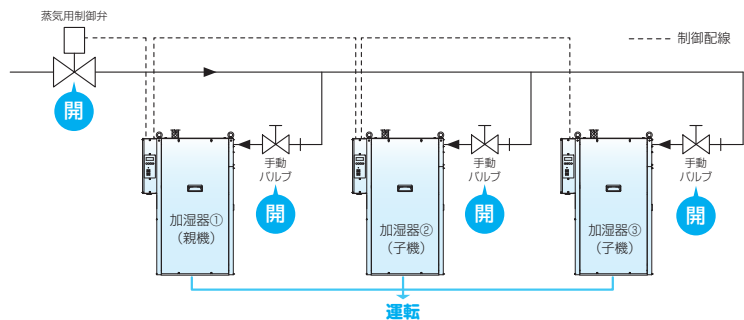 蒸気用制御弁
制御配線
開
手動
バルブ
開
手動
バルブ
開
手動
バルブ
開
加湿器①
（親機）
加湿器②
（子機）
加湿器③
（子機）
運転